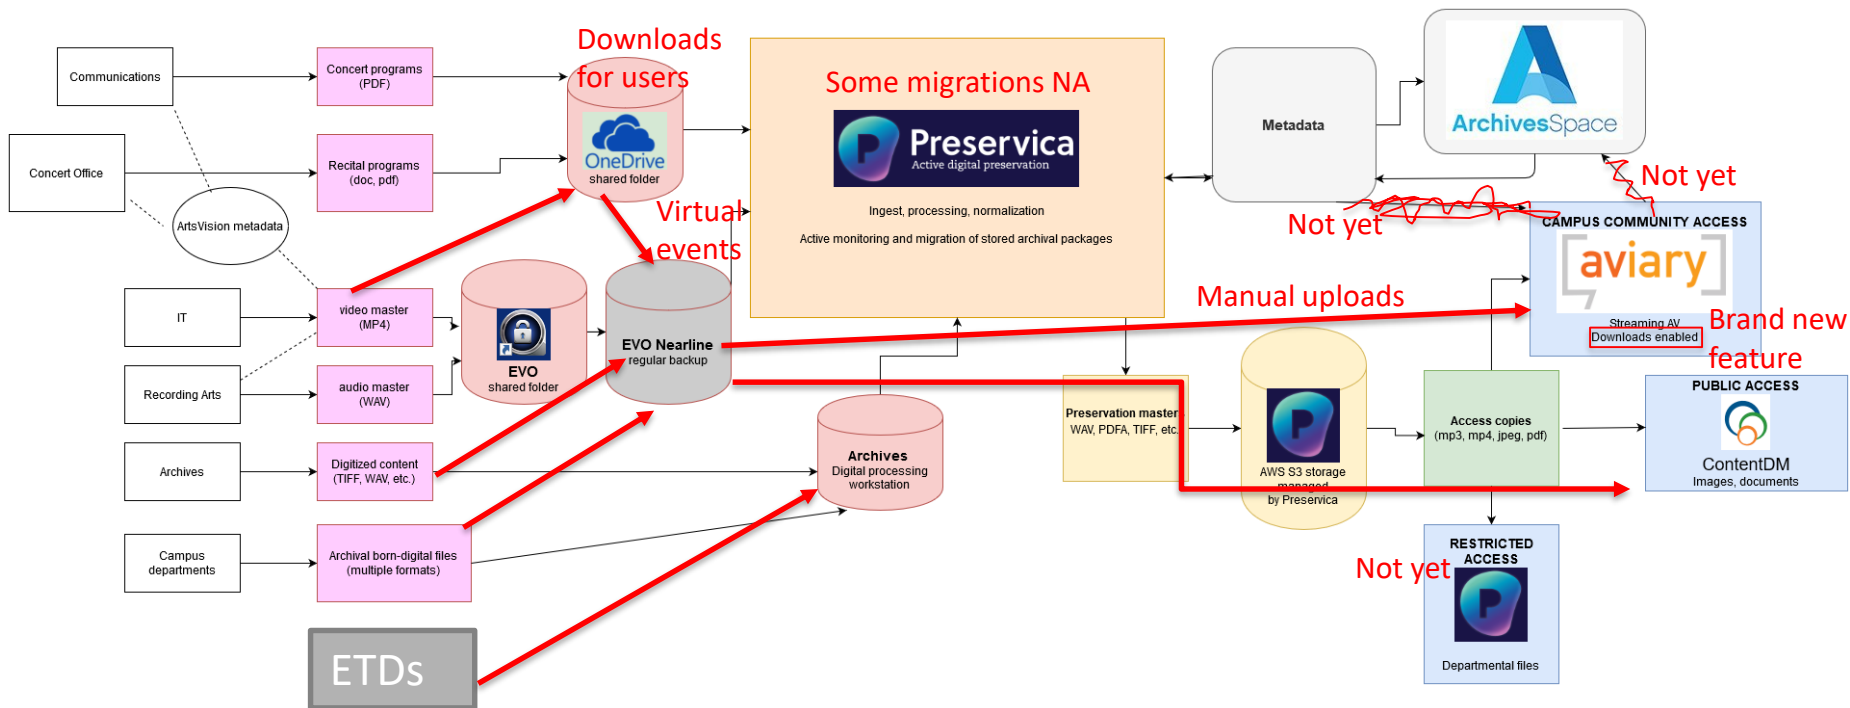 Communications
Concert programs
(PDF)
Downloads
for users
OneDrive
shared folder
Concert Office
Recital programs
(doc, pdf)
ArtsVision metadata
Virtual
events
Some migrations NA
Preservica
Active digital preservation
Ingest, processing, normalization
Active monitoring and migration of stored archival packages
Metadata
ArchivesSpace
Not yet
Not yet
CAMPUS COMMUNITY ACCESS
aviary
Streaming AV
Downloads enabled
Brand new
feature
Manual uploads
IT
video master
(MP4)
EVO
shared folder
EVO Nearline
regular backup
Recording Arts
audio master
(WAV)
Archives
Digitized content
(TIFF, WAV, etc.)
Archives
Digital processing
workstation
Campus
departments
Archival born-digital files
(multiple formats)
ETDs
Preservation master
WAV, PDFA, TIFF, etc.
AWS S3 storage
managed
by Preservica
Access copies
(mp3, mp4, jpeg, pdf)
PUBLIC ACCESS
ContentDM
Images, documents
Not yet
RESTRICTED
ACCESS
Departmental files